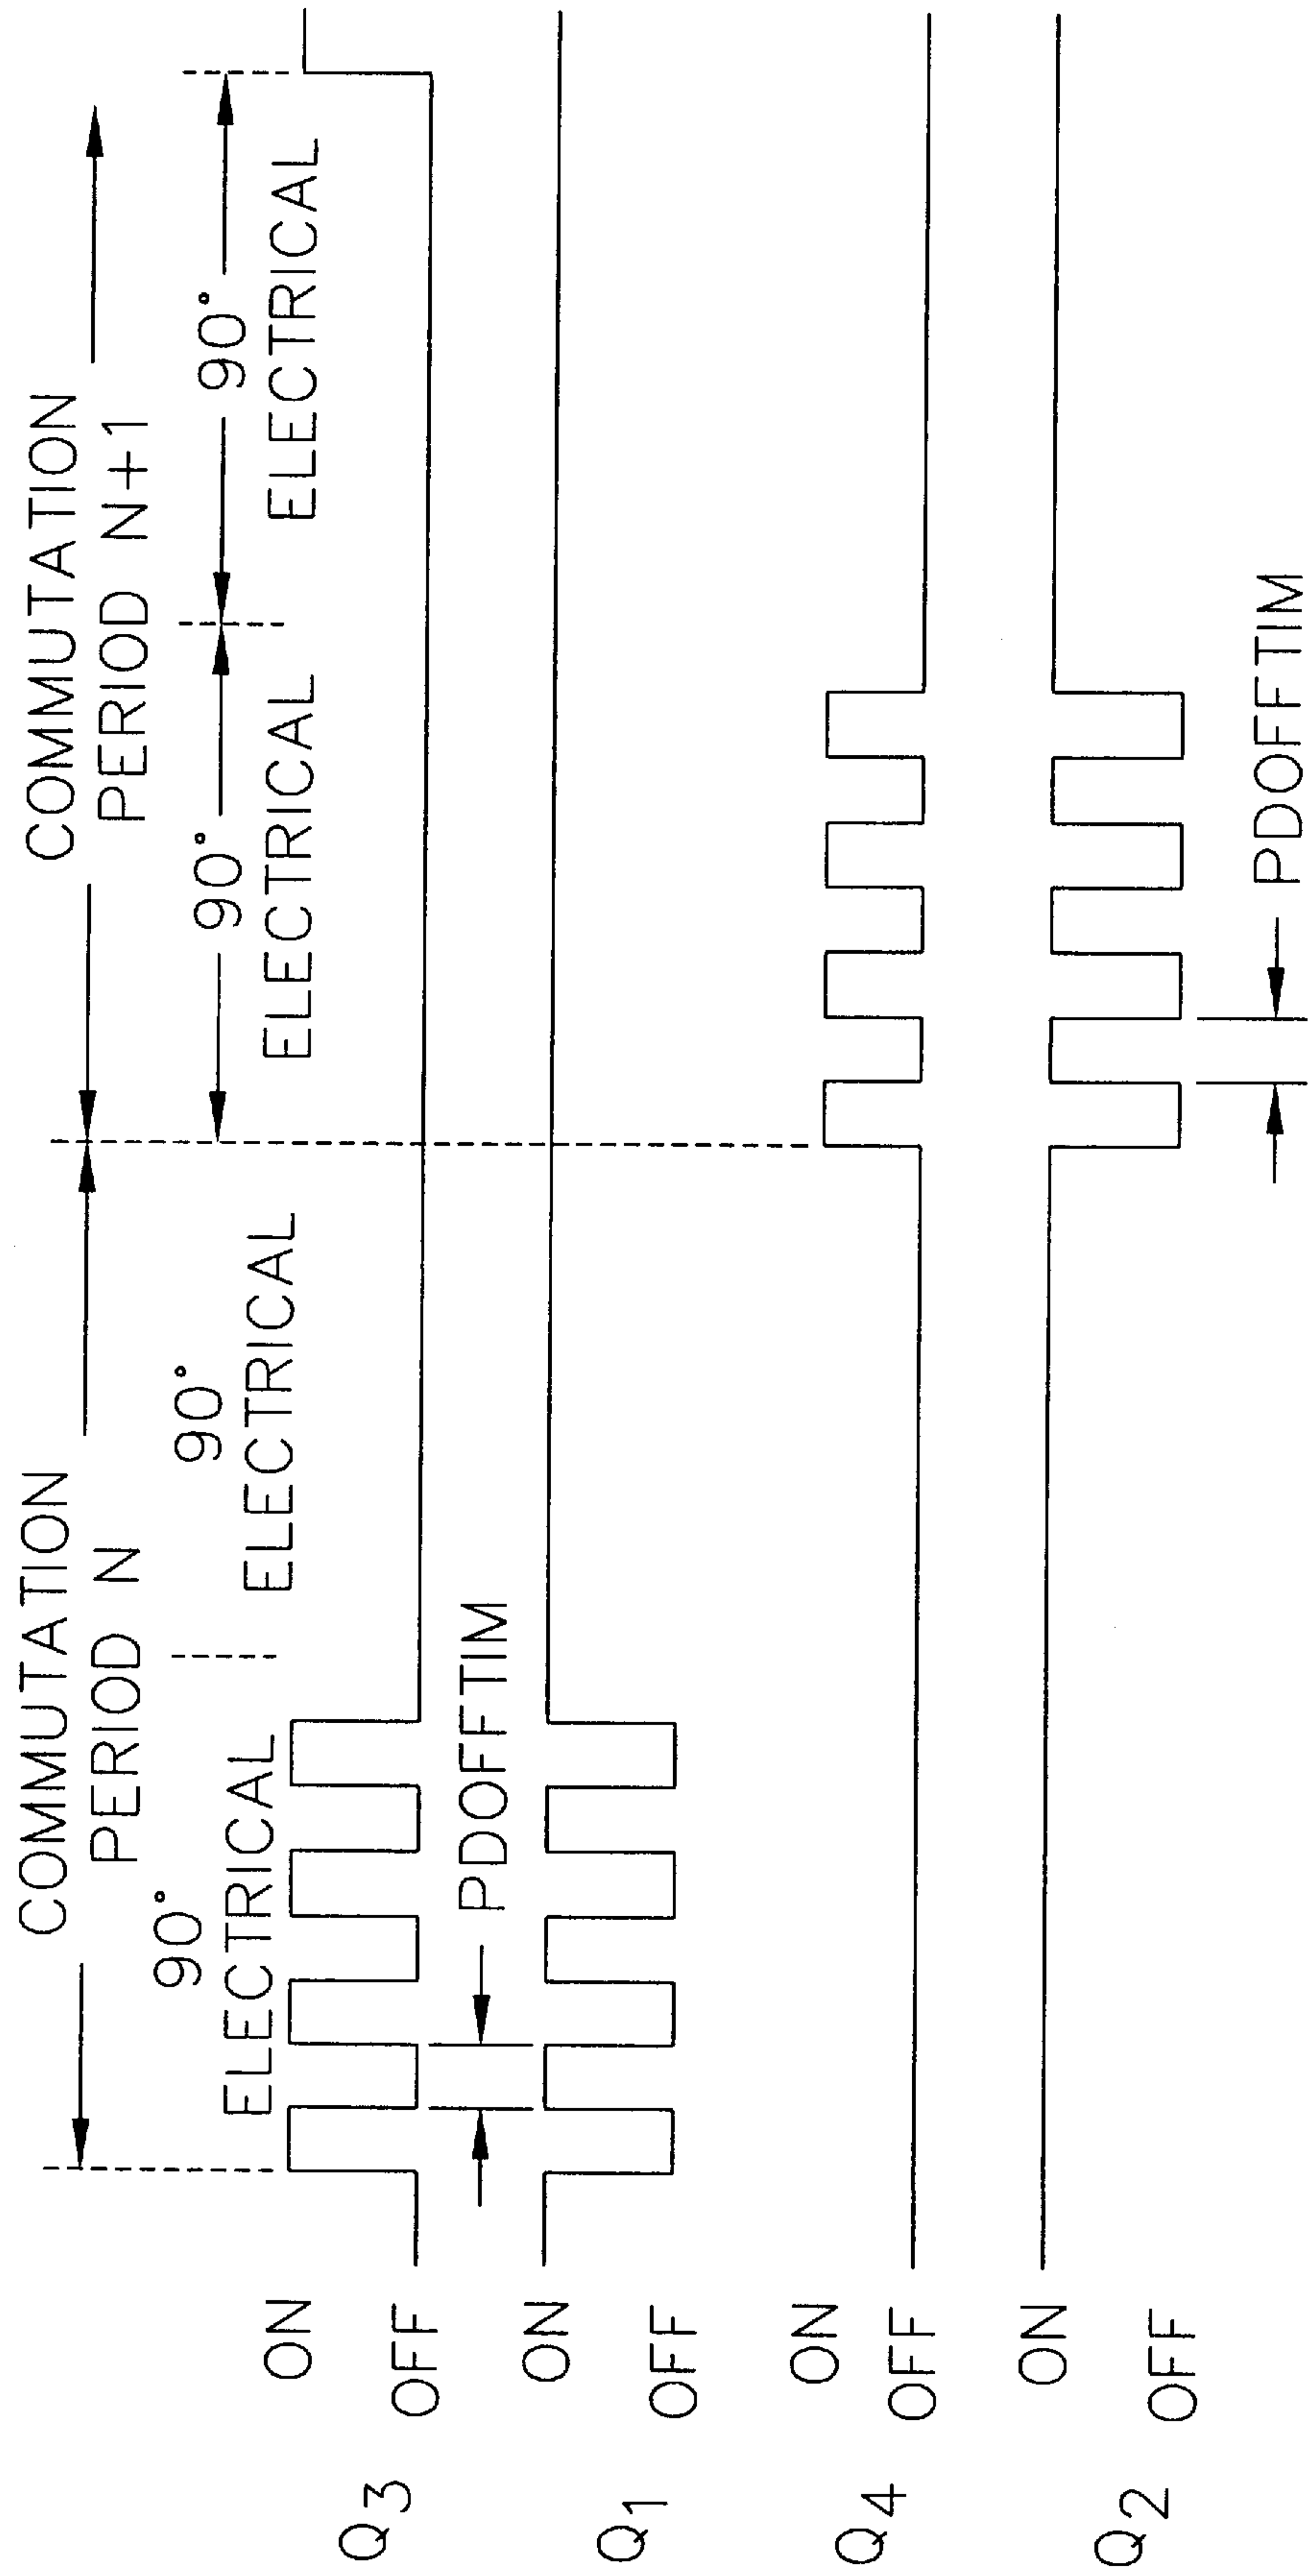 COMMUTATION
PERIOD N
COMMUTATION
PERIOD N+1
90°
ELECTRICAL
90°
ELECTRICAL
90°
ELECTRICAL
90°
ELECTRICAL
Q3
ON
OFF
PDOFFTIM
Q1
ON
OFF
Q4
ON
OFF
Q2
ON
OFF
PDOFFTIM